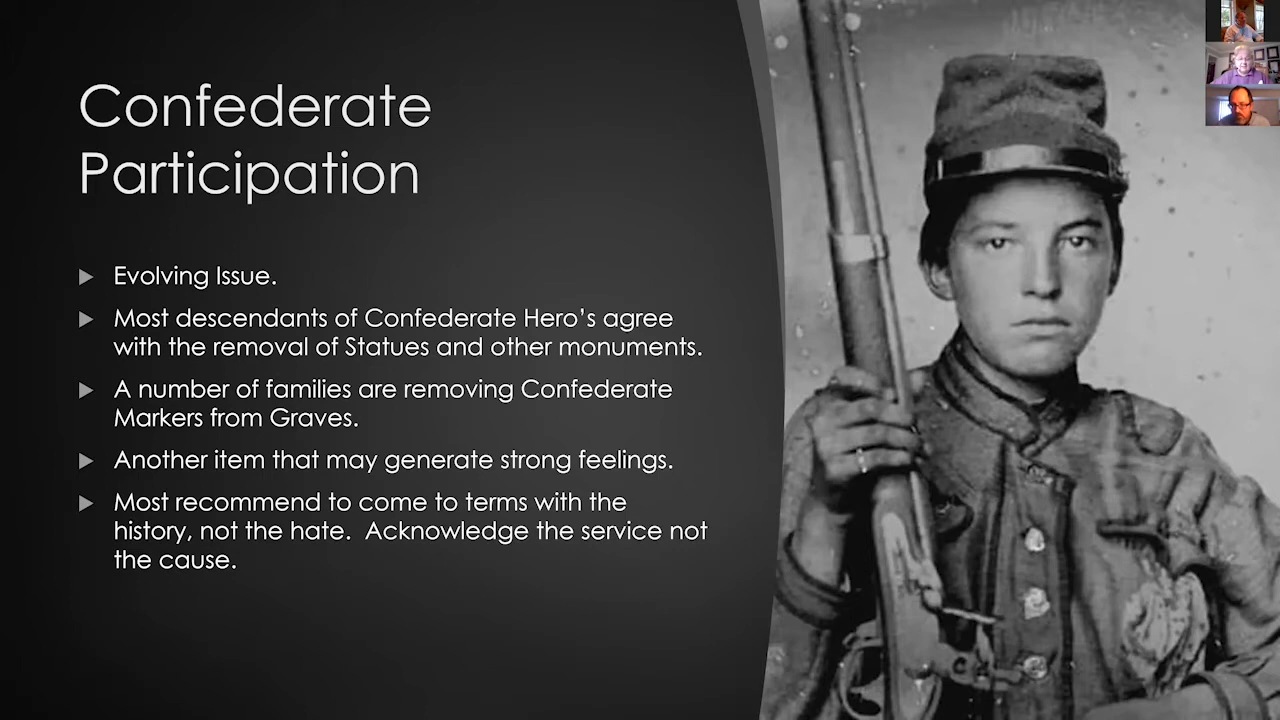 Confederate
Participation
Evolving Issue.
Most descendants of Confederate Hero's agree
with the removal of Statues and other monuments.
A number of families are removing Confederate
Markers from Graves.
Another item that may generate strong feelings.
Most recommend to come to terms with the
history, not the hate.  Acknowledge the service not
the cause.